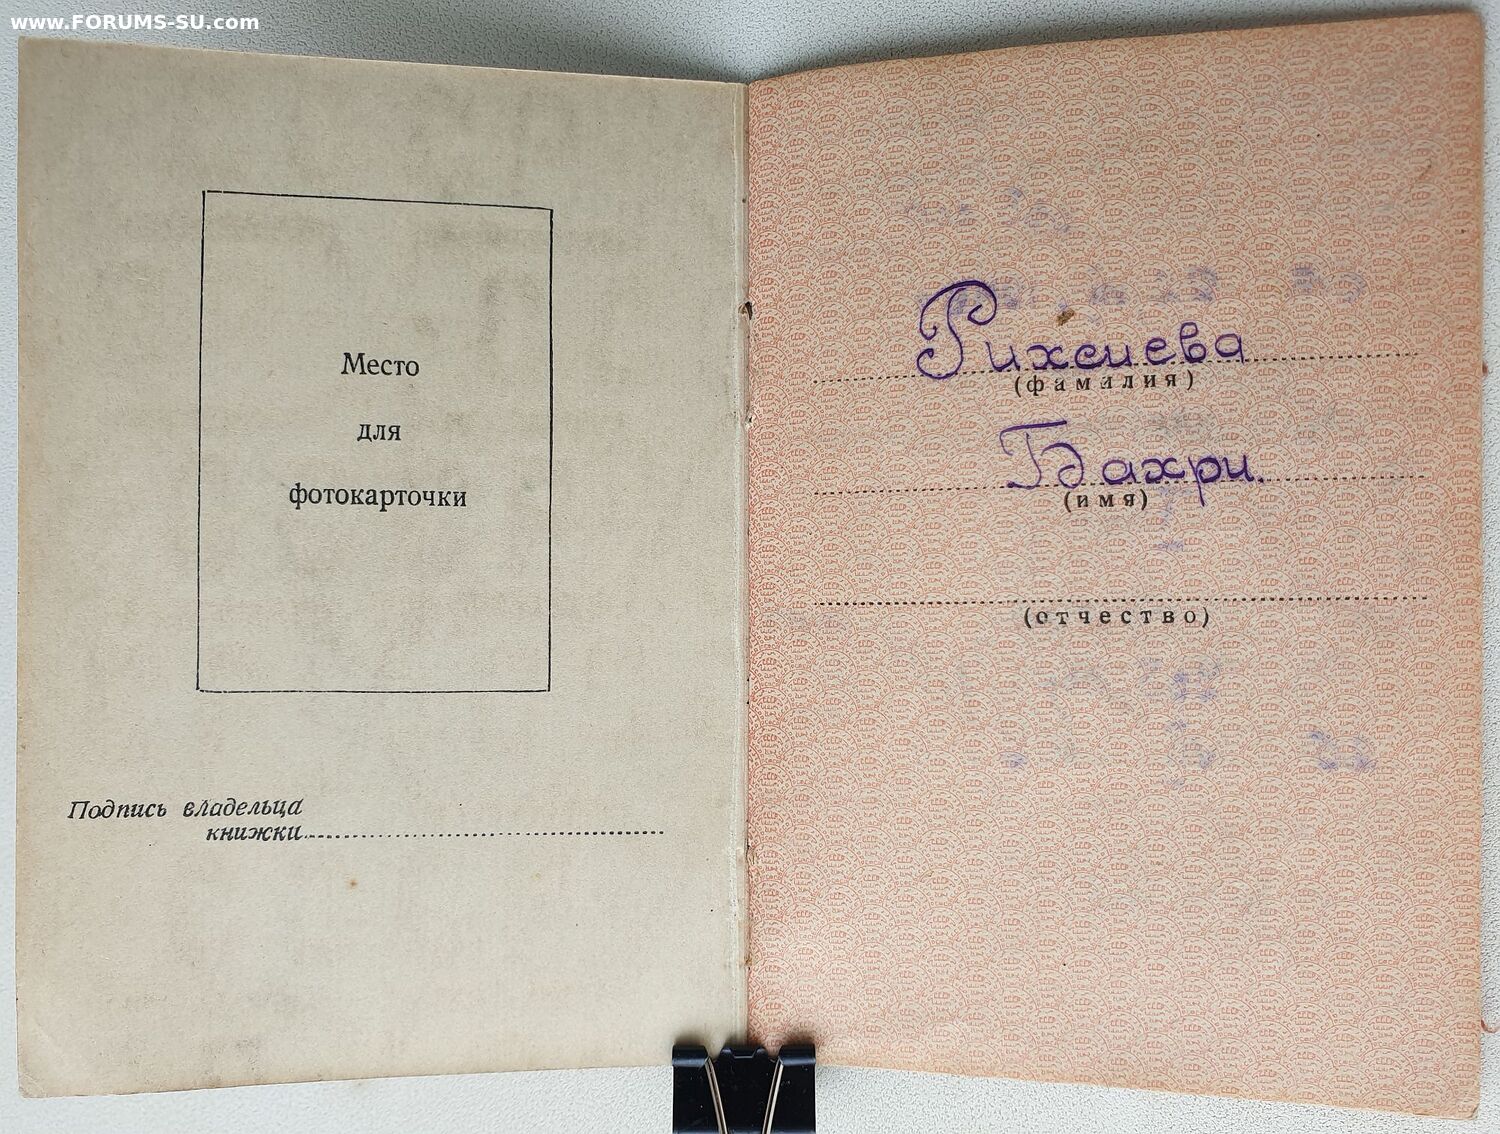 www.FORUMS-SU.com
Место
для
фотокарточки
Подпись владельца
книжки
Рихсиева
(фамилия)
Бахри.
(имя)
(отчество)